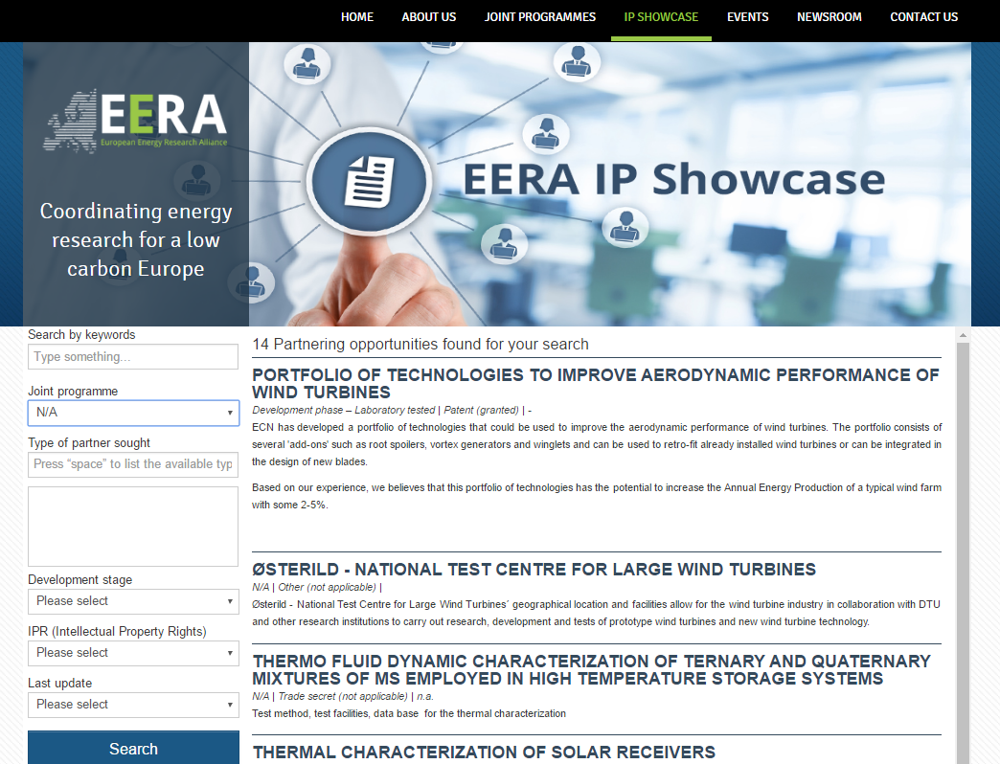 HOME ABOUT US JOINT PROGRAMMES IP SHOWCASE EVENTS NEWSROOM CONTACT US
EERA
European Energy Research Alliance
Coordinating energy
research for a low
carbon Europe
EERA IP Showcase
Search by keywords
Type something...
Joint programme
N/A
Type of partner sought
Press “space” to list the available typ
Development stage
Please select
IPR (Intellectual Property Rights)
Please select
Last update
Please select
Search
14 Partnering opportunities found for your search
PORTFOLIO OF TECHNOLOGIES TO IMPROVE AERODYNAMIC PERFORMANCE OF
WIND TURBINES
Development phase – Laboratory tested | Patent (granted) | -
ECN has developed a portfolio of technologies that could be used to improve the aerodynamic performance of wind turbines. The portfolio consists of
several 'add-ons' such as root spoilers, vortex generators and winglets and can be used to retro-fit already installed wind turbines or can be integrated in
the design of new blades.
Based on our experience, we believes that this portfolio of technologies has the potential to increase the Annual Energy Production of a typical wind farm
with some 2-5%.
ØSTERILD - NATIONAL TEST CENTRE FOR LARGE WIND TURBINES
N/A | Other (not applicable) |
Østerild - National Test Centre for Large Wind Turbines´ geographical location and facilities allow for the wind turbine industry in collaboration with DTU
and other research institutions to carry out research, development and tests of prototype wind turbines and new wind turbine technology.
THERMO FLUID DYNAMIC CHARACTERIZATION OF TERNARY AND QUATERNARY
MIXTURES OF MS EMPLOYED IN HIGH TEMPERATURE STORAGE SYSTEMS
N/A | Trade secret (not applicable) | n.a.
Test method, test facilities, data base for the thermal characterization
THERMAL CHARACTERIZATION OF SOLAR RECEIVERS